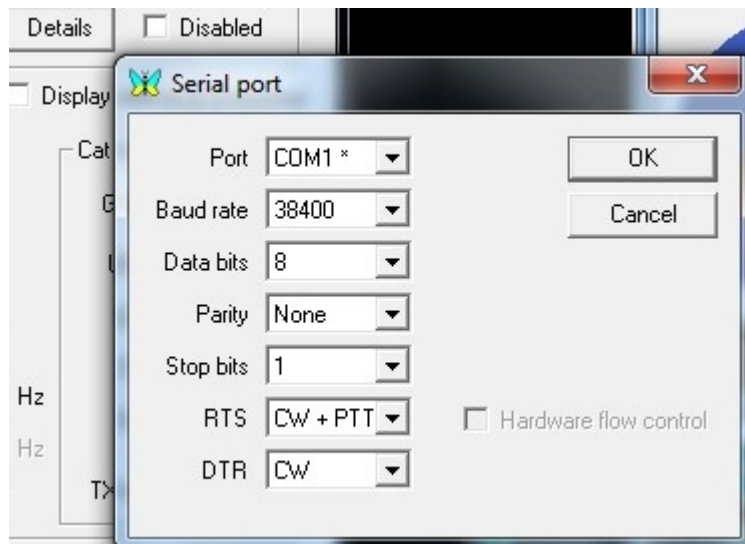 Details
Disabled
Display
Serial port
Cat
Port COM1 *
OK
Baud rate 38400
Cancel
Data bits 8
Parity None
Stop bits 1
Hz
RTS CW + PTT
Hardware flow control
Hz
DTR CW